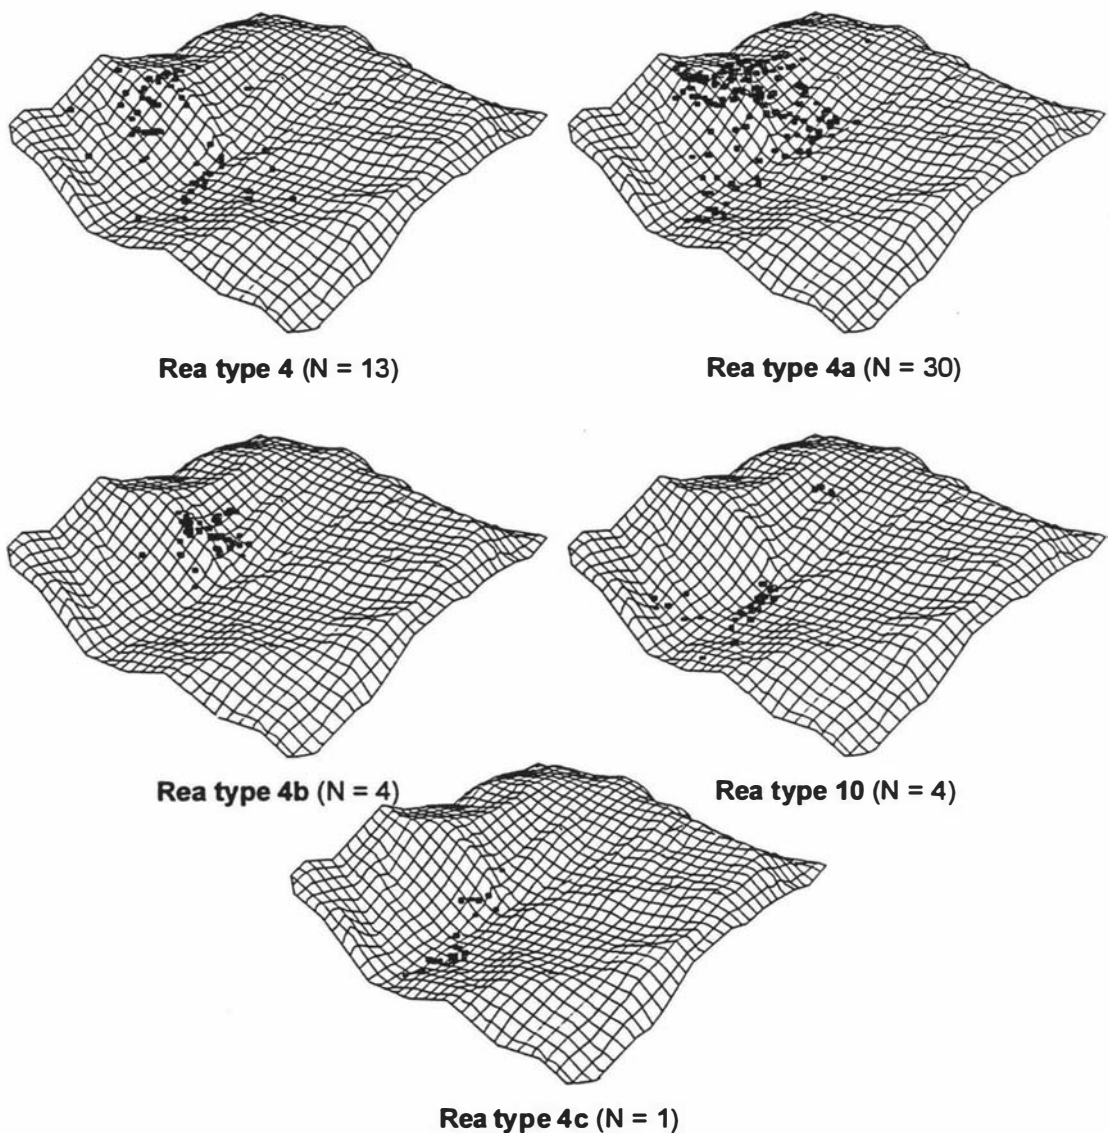 Rea type 4 (N = 13)
Rea type 4a (N = 30)
Rea type 4b (N = 4)
Rea type 10 (N = 4)
Rea type 4c (N = 1)